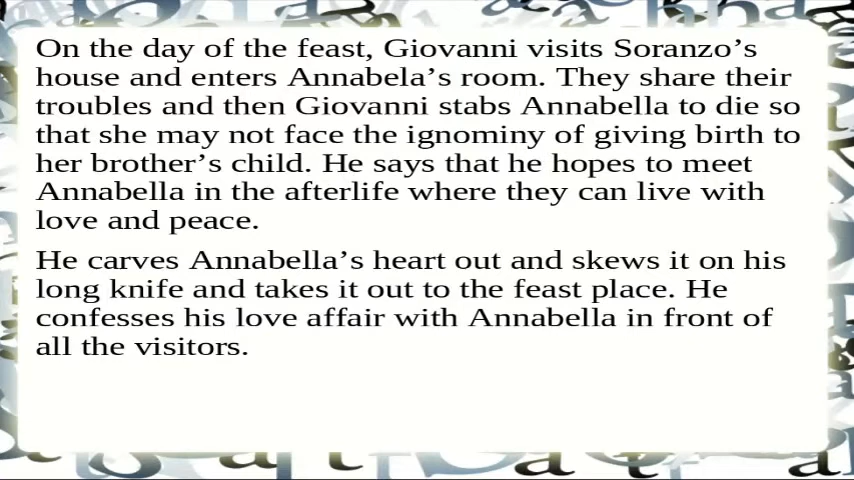 On the day of the feast, Giovanni visits Soranzo’s
house and enters Annabela’s room. They share their
troubles and then Giovanni stabs Annabella to die so
that she may not face the ignominy of giving birth to
her brother’s child. He says that he hopes to meet
Annabella in the afterlife where they can live with
love and peace.
He carves Annabella’s heart out and skews it on his
long knife and takes it out to the feast place. He
confesses his love affair with Annabella in front of
all the visitors.